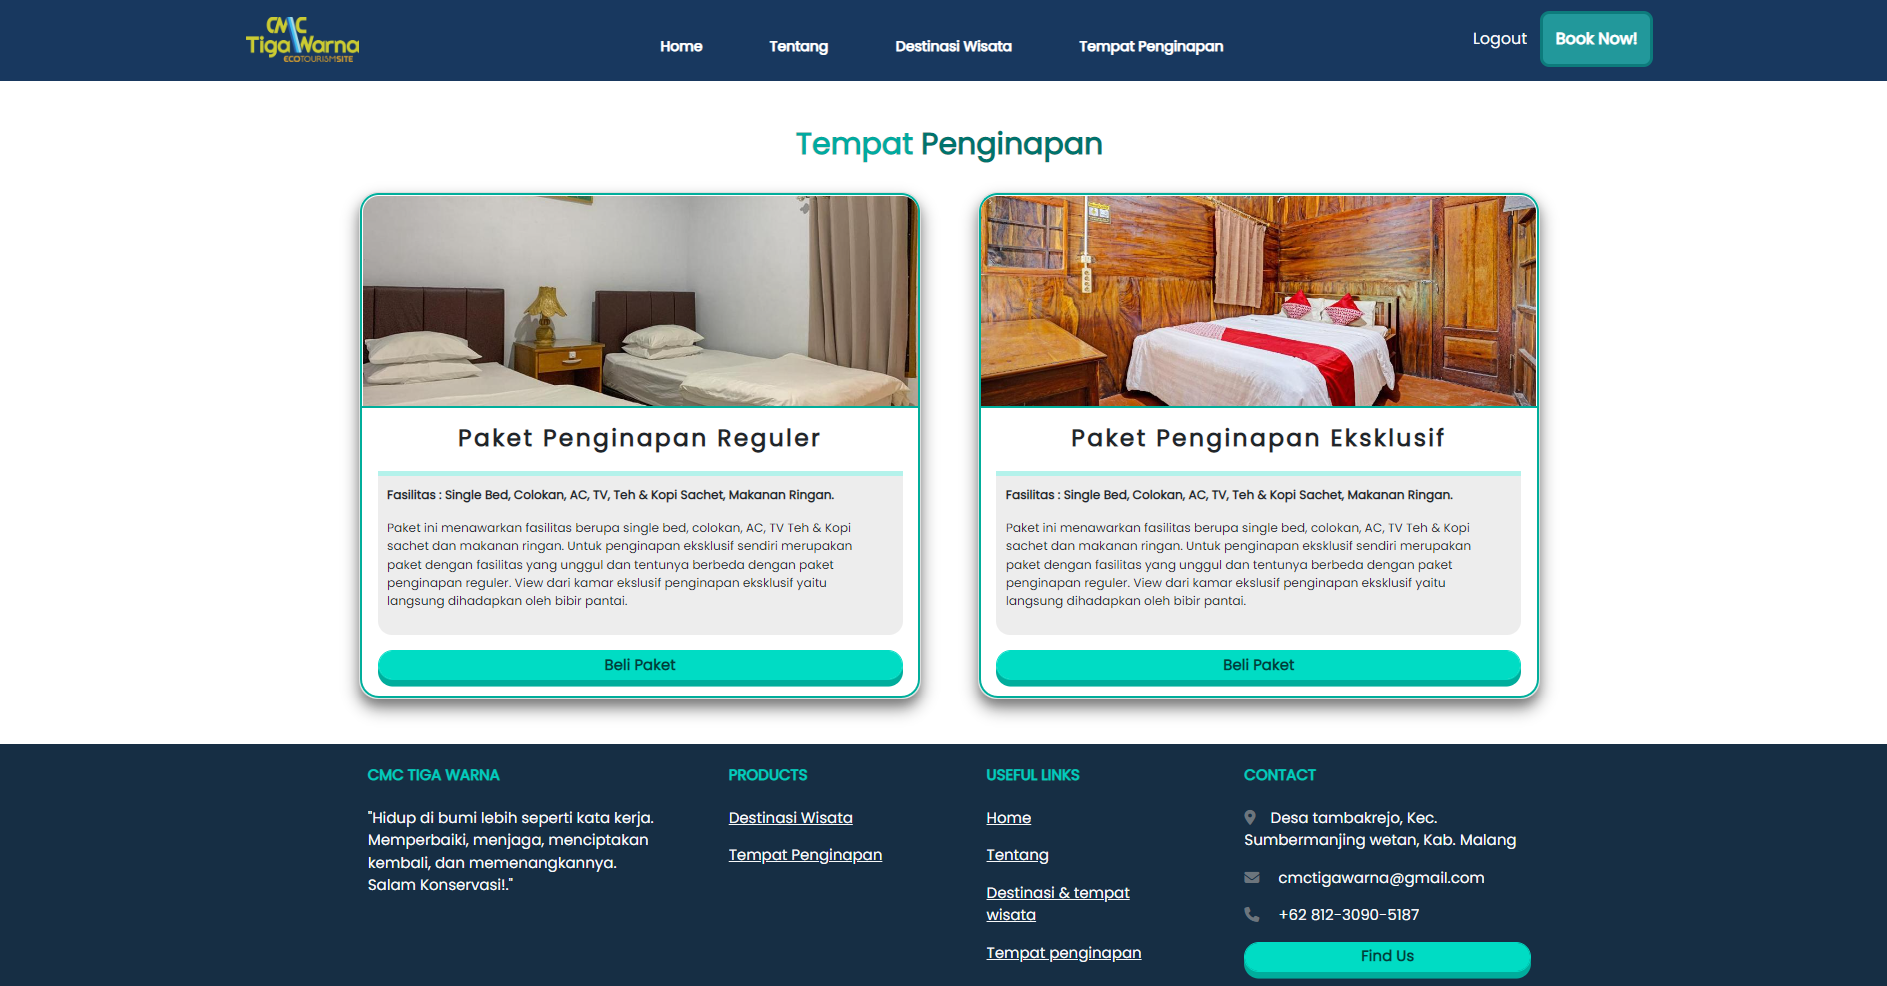 CMC
Tiga Warna
ECOTOURISMSITE
Home
Tentang
Destinasi Wisata
Tempat Penginapan
Logout
Book Now!
Tempat Penginapan
Paket Penginapan Reguler
Fasilitas : Single Bed, Colokan, AC, TV, Teh & Kopi Sachet, Makanan Ringan.
Paket ini menawarkan fasilitas berupa single bed, colokan, AC, TV Teh & Kopi
sachet dan makanan ringan. Untuk penginapan eksklusif sendiri merupakan
paket dengan fasilitas yang unggul dan tentunya berbeda dengan paket
penginapan reguler. View dari kamar ekslusif penginapan eksklusif yaitu
langsung dihadapkan oleh bibir pantai.
Beli Paket
Paket Penginapan Eksklusif
Fasilitas : Single Bed, Colokan, AC, TV, Teh & Kopi Sachet, Makanan Ringan.
Paket ini menawarkan fasilitas berupa single bed, colokan, AC, TV Teh & Kopi
sachet dan makanan ringan. Untuk penginapan eksklusif sendiri merupakan
paket dengan fasilitas yang unggul dan tentunya berbeda dengan paket
penginapan reguler. View dari kamar ekslusif penginapan eksklusif yaitu
langsung dihadapkan oleh bibir pantai.
Beli Paket
CMC TIGA WARNA
"Hidup di bumi lebih seperti kata kerja.
Memperbaiki, menjaga, menciptakan
kembali, dan memenangkannya.
Salam Konservasi!."
PRODUCTS
Destinasi Wisata
Tempat Penginapan
USEFUL LINKS
Home
Tentang
Destinasi & tempat
wisata
Tempat penginapan
CONTACT
Desa tambakrejo, Kec.
Sumbermanjing wetan, Kab. Malang
cmctigawarna@gmail.com
+62 812-3090-5187
Find Us